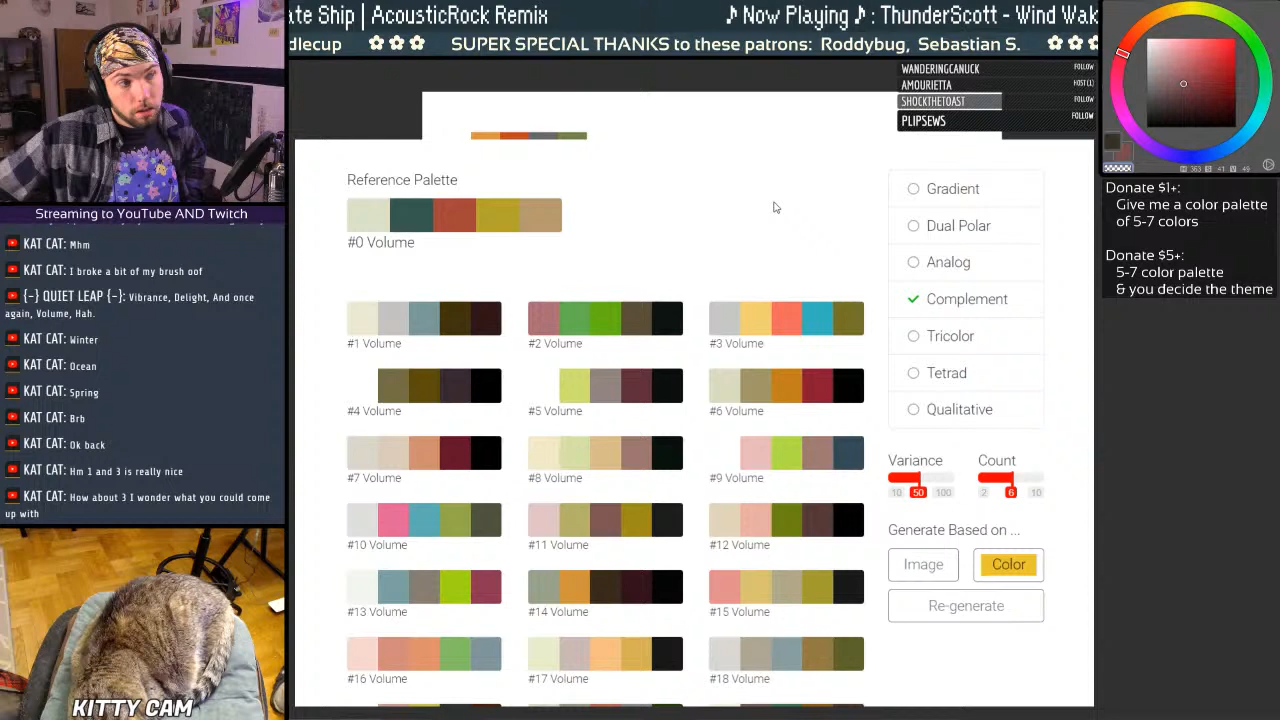 ate Ship | AcousticRock Remix
♪ Now Playing ♪ : ThunderScott - Wind Wak
dlecup ✿ ✿ ✿ SUPER SPECIAL THANKS to these patrons: Roddybug, Sebastian S. ✿ ✿
WANDERINGCANUCK FOLLOW
AMOURIETTA HOST(1)
SHOCKTHETOAST FOLLOW
PLIPSEWS FOLLOW
Streaming to YouTube AND Twitch
KAT CAT: Mhm
KAT CAT: I broke a bit of my brush oof
{-} QUIET LEAP {-}: Vibrance, Delight, And once
again, Volume, Hah.
KAT CAT: Winter
KAT CAT: Ocean
KAT CAT: Spring
KAT CAT: Brb
KAT CAT: Ok back
KAT CAT: Hm 1 and 3 is really nice
KAT CAT: How about 3 I wonder what you could come
up with
KITTY CAM
Reference Palette
#0 Volume
#1 Volume
#2 Volume
#3 Volume
#4 Volume
#5 Volume
#6 Volume
#7 Volume
#8 Volume
#9 Volume
#10 Volume
#11 Volume
#12 Volume
#13 Volume
#14 Volume
#15 Volume
#16 Volume
#17 Volume
#18 Volume
Gradient
Dual Polar
Analog
Complement
Tricolor
Tetrad
Qualitative
Variance
10 50 100
Count
2 6 10
Generate Based on ...
Image
Color
Re-generate
Donate $1+:
Give me a color palette
of 5-7 colors
Donate $5+:
5-7 color palette
& you decide the theme